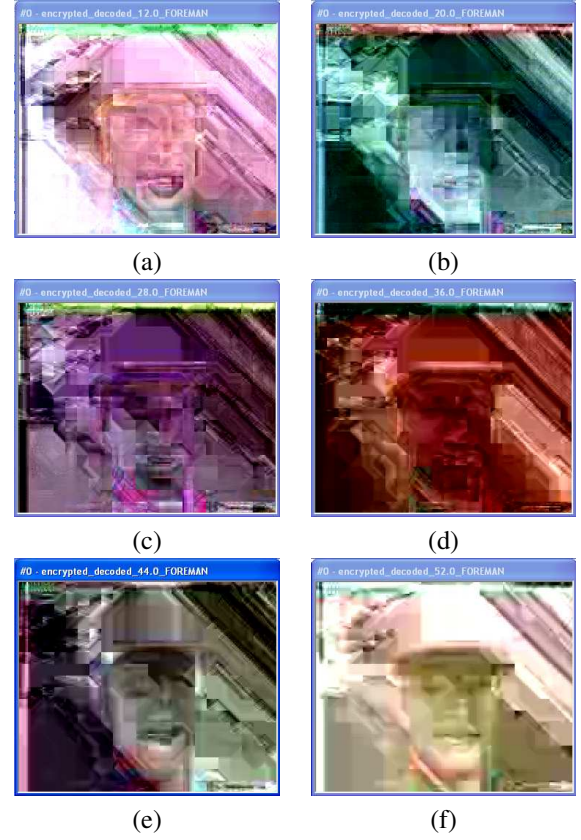 #0 - encrypted_decoded_12.0_FOREMAN
#0 - encrypted_decoded_20.0_FOREMAN
(a)
(b)
#0 - encrypted_decoded_28.0_FOREMAN
#0 - encrypted_decoded_36.0_FOREMAN
(c)
(d)
#0 - encrypted_decoded_44.0_FOREMAN
#0 - encrypted_decoded_52.0_FOREMAN
(e)
(f)